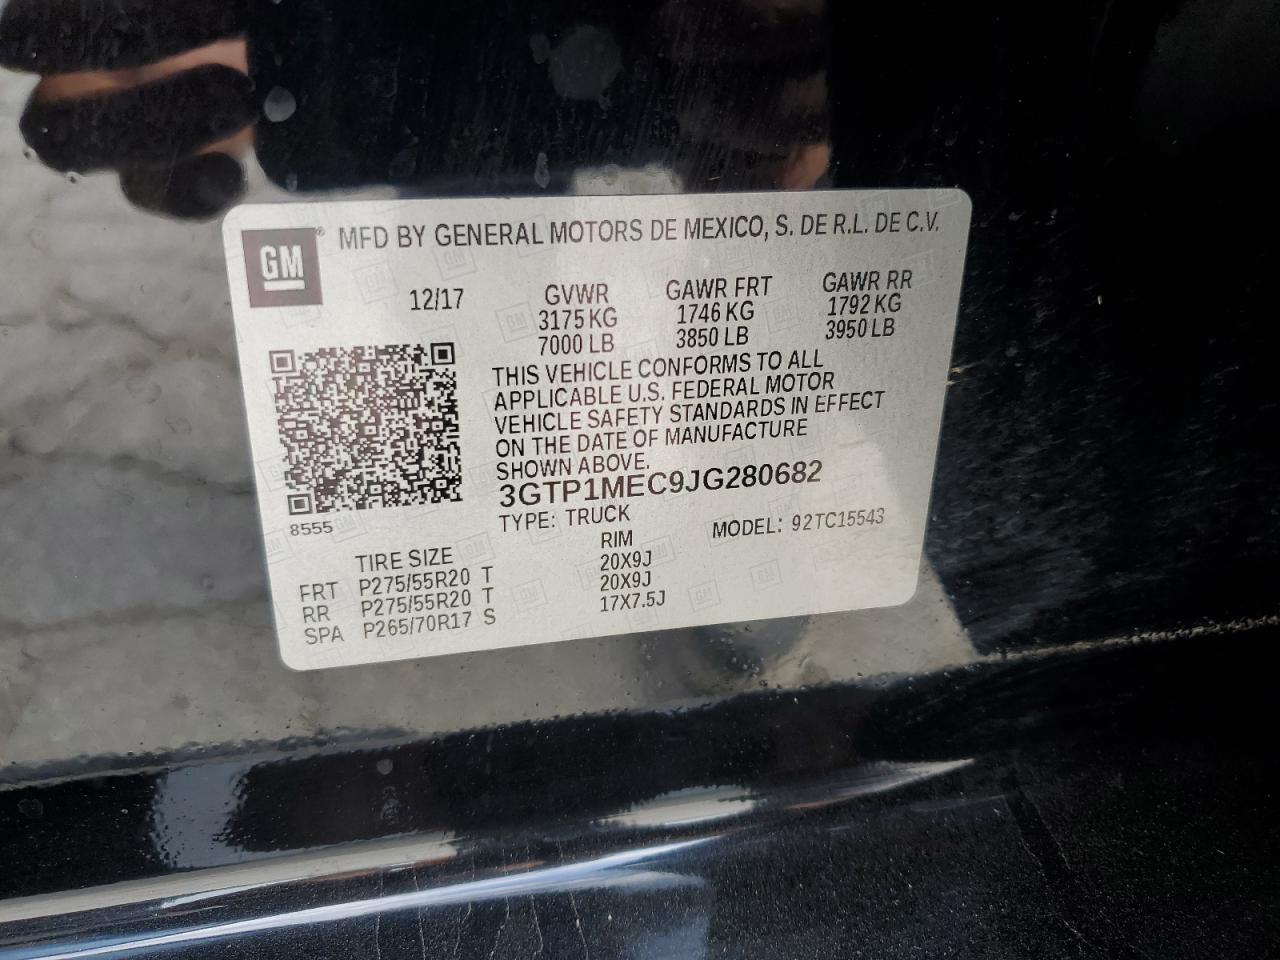 GM
MFD BY GENERAL MOTORS DE MEXICO, S. DE R.L. DE C.V.
12/17
GVWR GAWR FRT GAWR RR
3175 KG 1746 KG 1792 KG
7000 LB 3850 LB 3950 LB
THIS VEHICLE CONFORMS TO ALL
APPLICABLE U.S. FEDERAL MOTOR
VEHICLE SAFETY STANDARDS IN EFFECT
ON THE DATE OF MANUFACTURE
SHOWN ABOVE.
3GTP1MEC9JG280682
8555
TYPE: TRUCK MODEL: 92TC15543
TIRE SIZE RIM
FRT P275/55R20 T 20X9J
RR P275/55R20 T 20X9J
SPA P265/70R17 S 17X7.5J